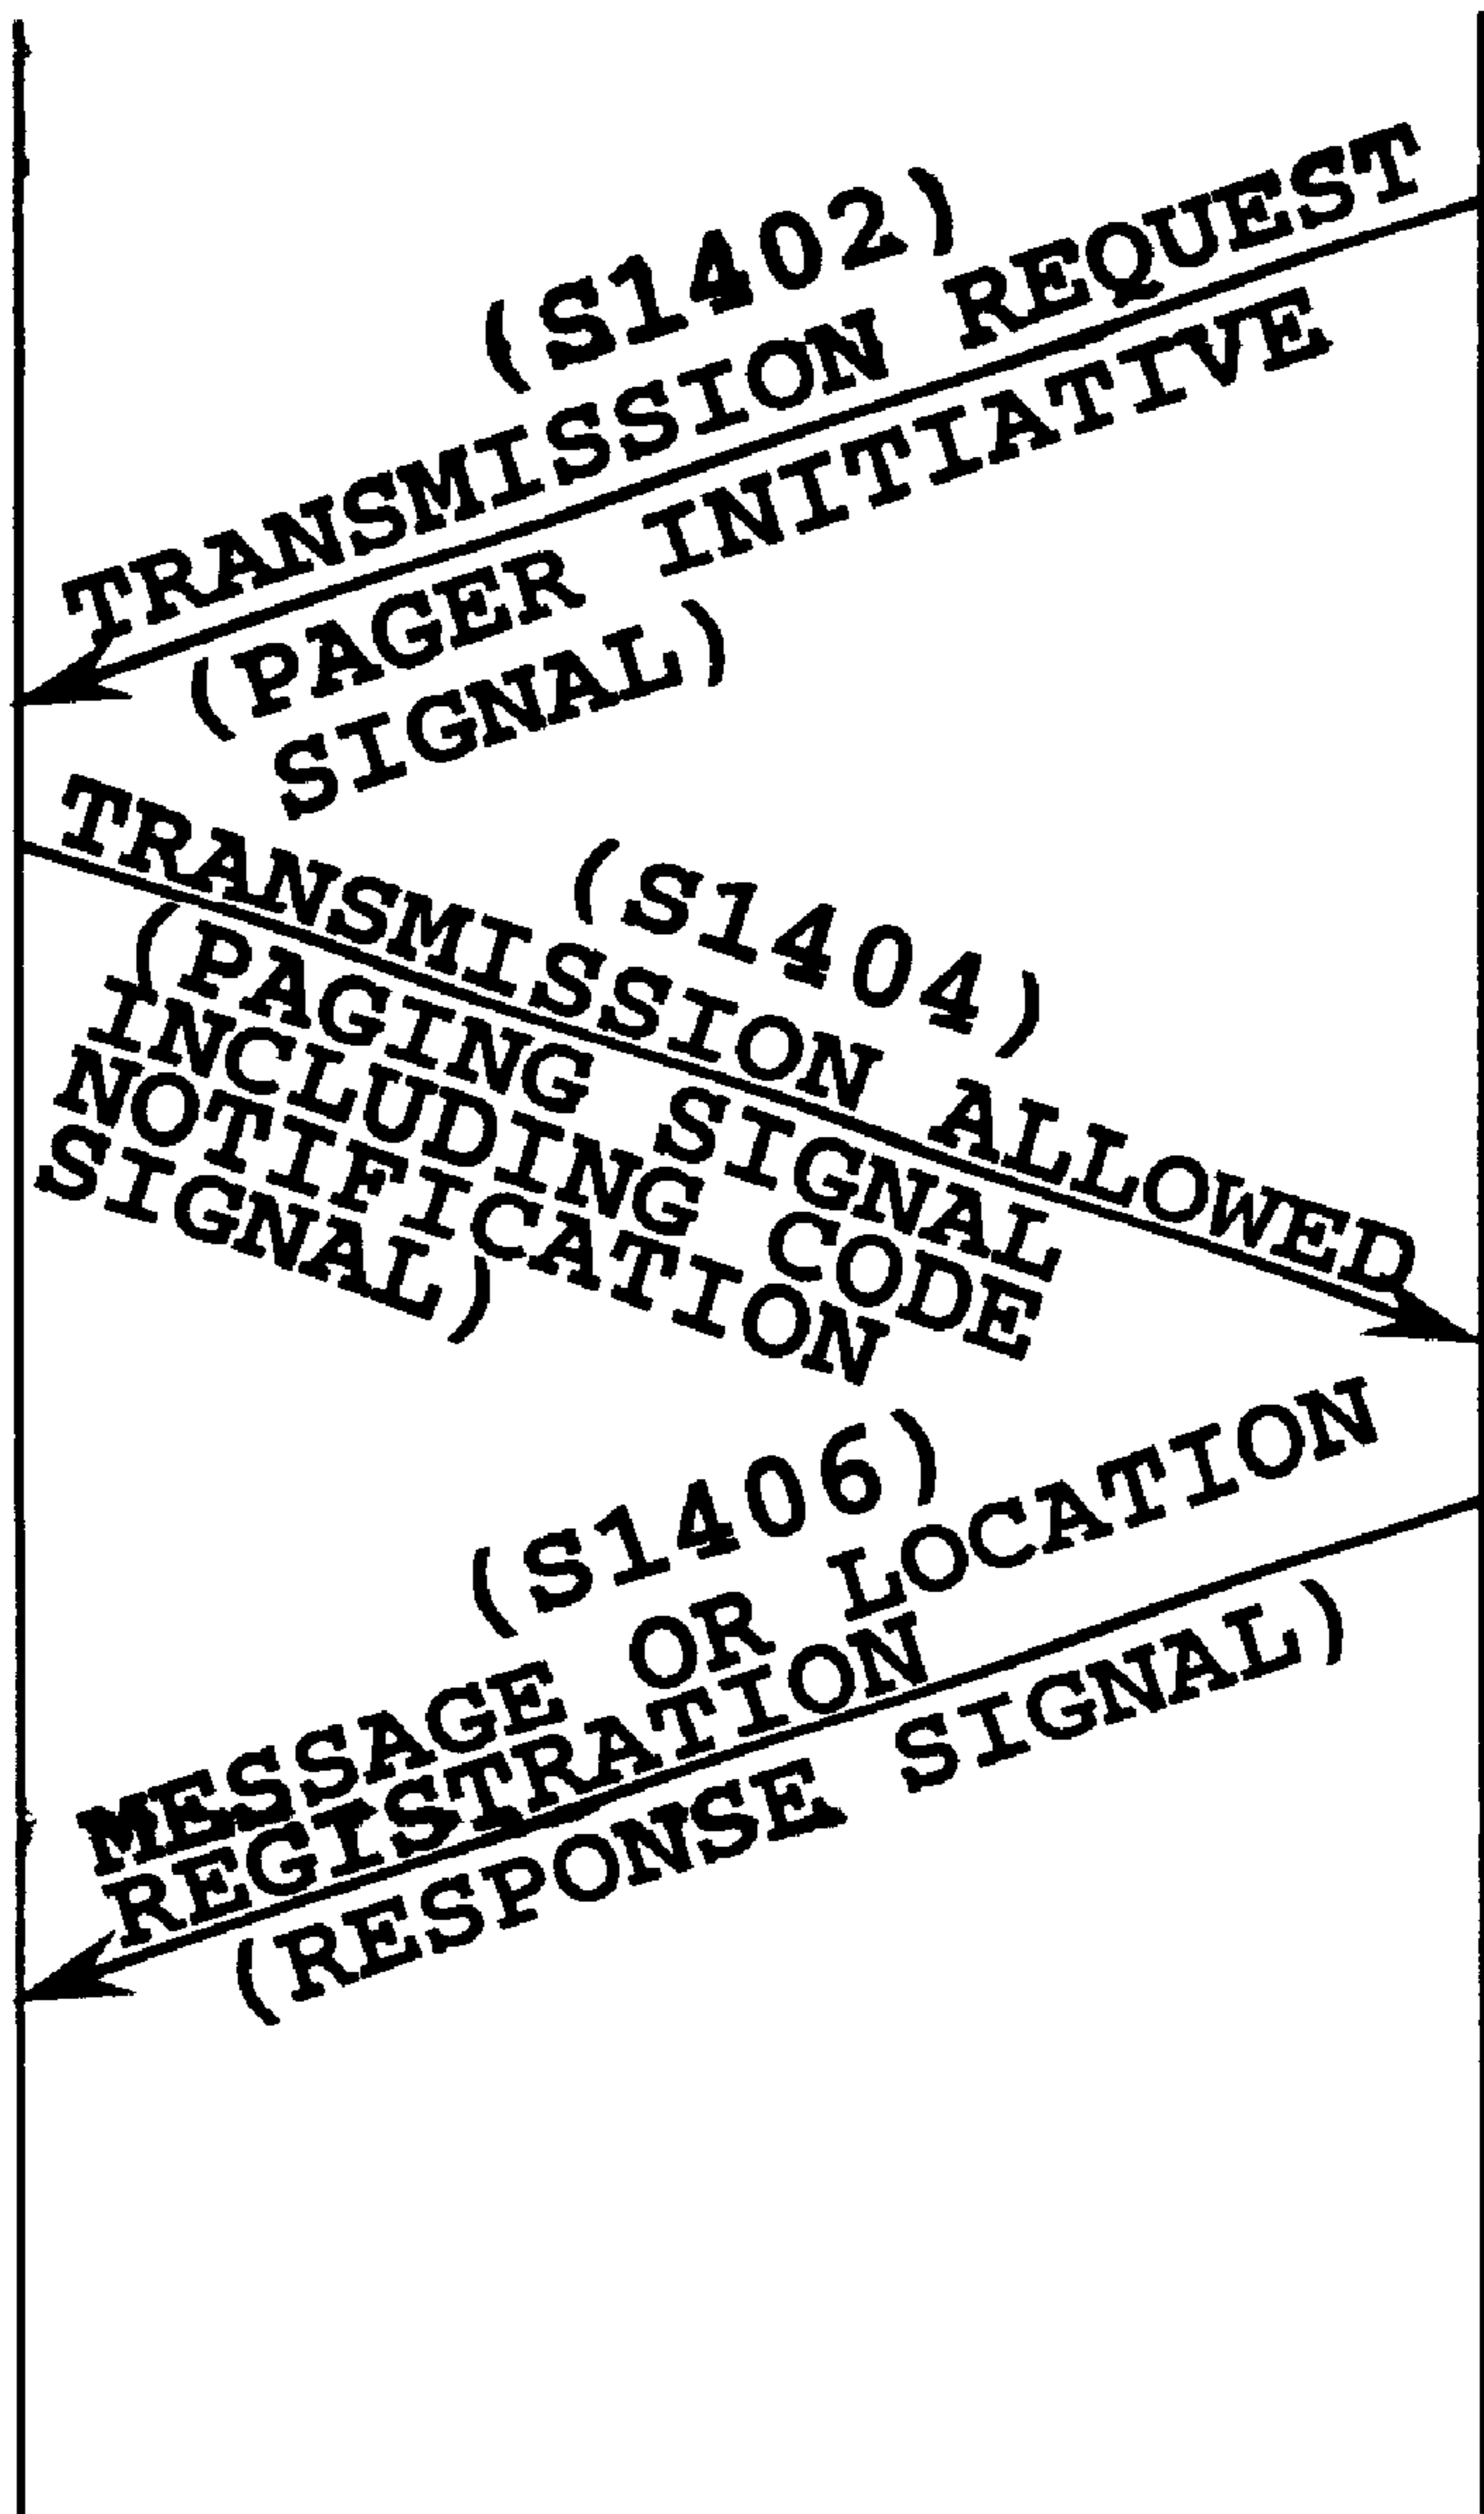 (S1402)
TRANSMISSION REQUEST
(PAGER INITIATIVE
SIGNAL)
(S1404)
TRANSMISSION ALLOWED
(PAGING SIGNAL
INCLUDING CODE
NOTIFICATION
SIGNAL)
(S1406)
MESSAGE OR LOCATION
REGISTRATION
(RESPONSE SIGNAL)